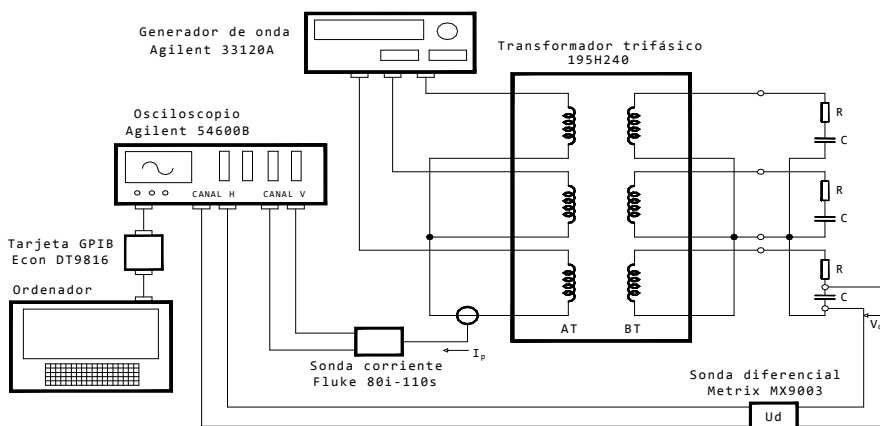 Generador de onda
Agilent 33120A
Transformador trifásico
195H240
Osciloscopio
Agilent 54600B
CANAL H
CANAL V
R
C
R
C
R
C
Tarjeta GPIB
Econ DT9816
Ordenador
AT
BT
Ip
Sonda corriente
Fluke 80i-110s
Sonda diferencial
Metrix MX9003
Ud